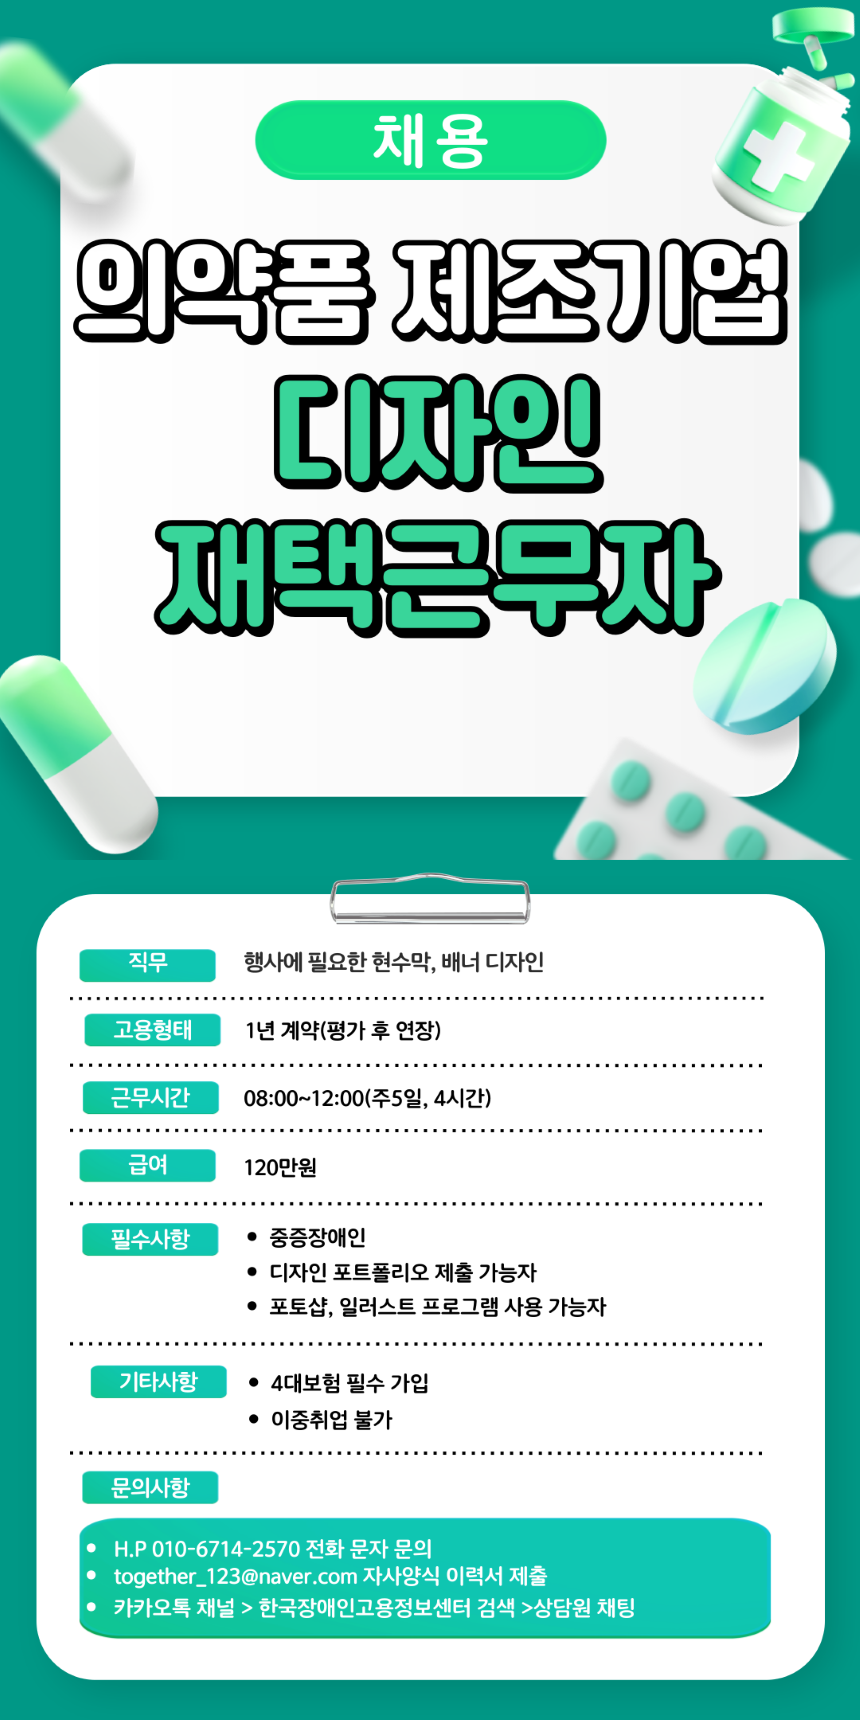 채용
의약품 제조기업
디자인
재택근무자
직무 행사에 필요한 현수막, 배너 디자인
고용형태 1년 계약(평가 후 연장)
근무시간 08:00~12:00(주5일, 4시간)
급여 120만원
필수사항 • 중증장애인
• 디자인 포트폴리오 제출 가능자
• 포토샵, 일러스트 프로그램 사용 가능자
기타사항 • 4대보험 필수 가입
• 이중취업 불가
문의사항
• H.P 010-6714-2570 전화 문자 문의
• together_123@naver.com 자사양식 이력서 제출
• 카카오톡 채널 > 한국장애인고용정보센터 검색 >상담원 채팅